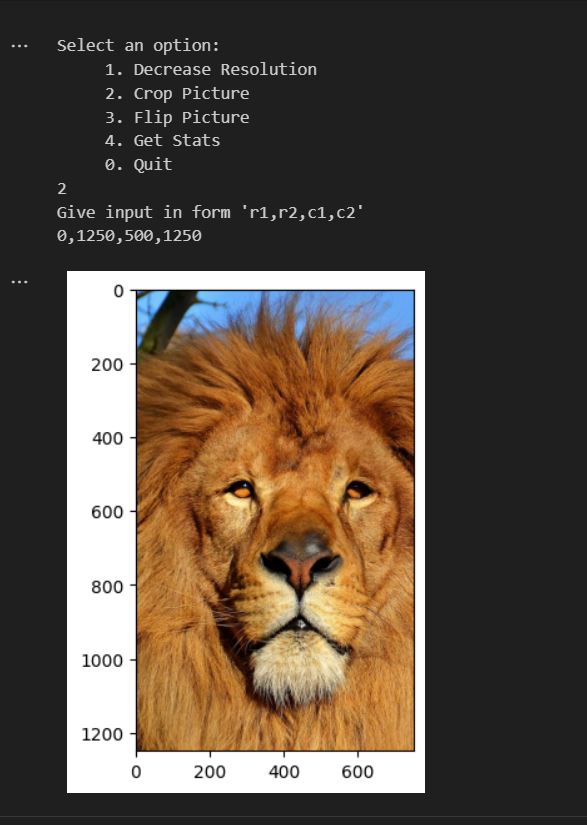 ... Select an option:
1. Decrease Resolution
2. Crop Picture
3. Flip Picture
4. Get Stats
0. Quit
2
Give input in form 'r1,r2,c1,c2'
0,1250,500,1250
...
0
200
400
600
800
1000
1200
0 200 400 600